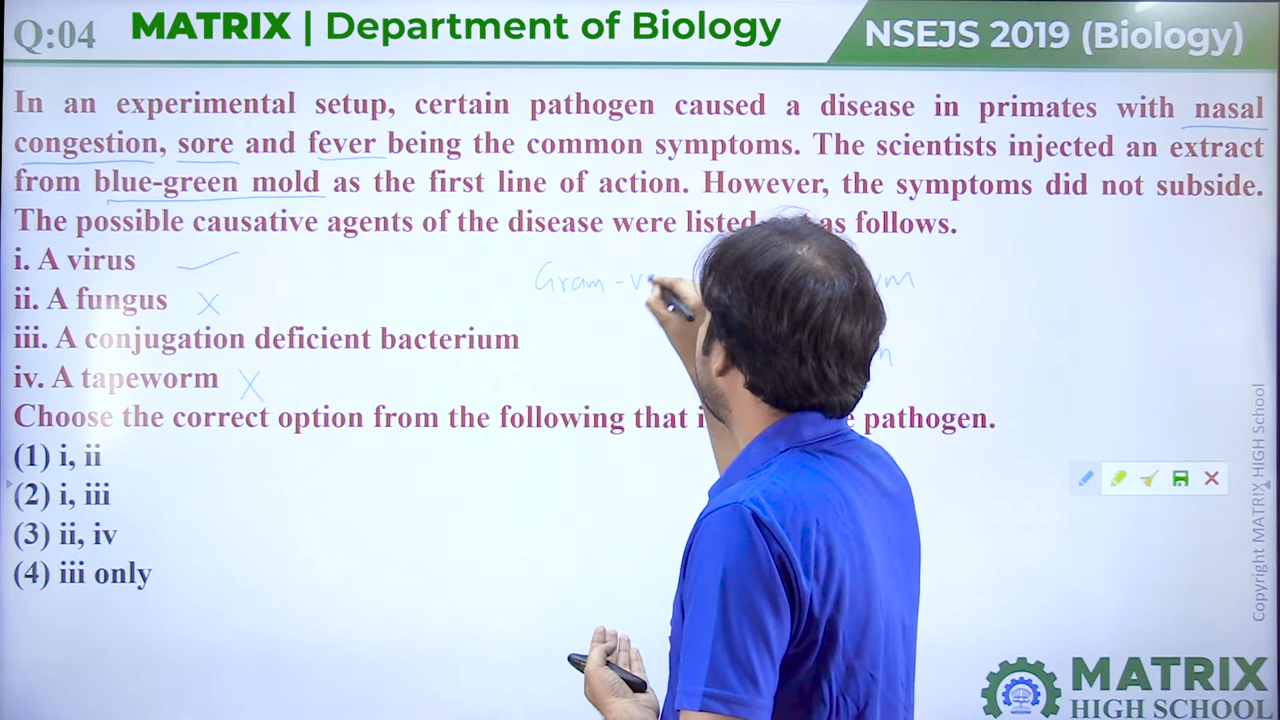 Q:04
MATRIX | Department of Biology
NSEJS 2019 (Biology)
In an experimental setup, certain pathogen caused a disease in primates with nasal
congestion, sore and fever being the common symptoms. The scientists injected an extract
from blue-green mold as the first line of action. However, the symptoms did not subside.
The possible causative agents of the disease were listed as follows.
i. A virus
Gram -v
ii. A fungus
iii. A conjugation deficient bacterium
iv. A tapeworm
Choose the correct option from the following that pathogen.
(1) i, ii
(2) i, iii
(3) ii, iv
(4) iii only
Copyright MATRIX HIGH School
MATRIX
HIGH SCHOOL